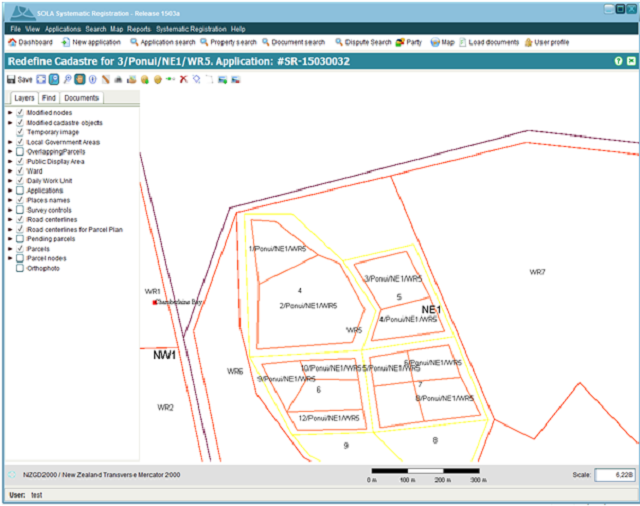 SOLA Systematic Registration - Release 1503a
File View Applications Search Map Reports Systematic Registration Help
Dashboard New application Application search Property search Document search Dispute Search Party Map Load documents User profile
Redefine Cadastre for 3/Ponui/NE1/WR5. Application: #SR-15030032
Save
Layers Find Documents
Modified nodes
Modified cadastre objects
Temporary image
Local Government Areas
OverlappingParcels
Public Display Area
Ward
Daily Work Unit
Applications
Places names
Survey controls
Road centerlines
Road centerlines for Parcel Plan
Pending parcels
Parcels
Parcel nodes
Orthophoto
1/Ponui/NE1/WR5
4
2/Ponui/NE1/WR5
WR5
3/Ponui/NE1/WR5
5
NE1
4/Ponui/NE1/WR5
WR7
WR1
Chamberlins Bay
NW1
WR6
WR2
10/Ponui/NE1/WR5
9/Ponui/NE1/WR5
6
12/Ponui/NE1/WR5
5/Ponui/NE1/WR5
7
8/Ponui/NE1/WR5
9
8
NZGD2000 / New Zealand Transverse Mercator 2000
0 m 100 m 200 m 300 m
Scale: 6,228
User: test